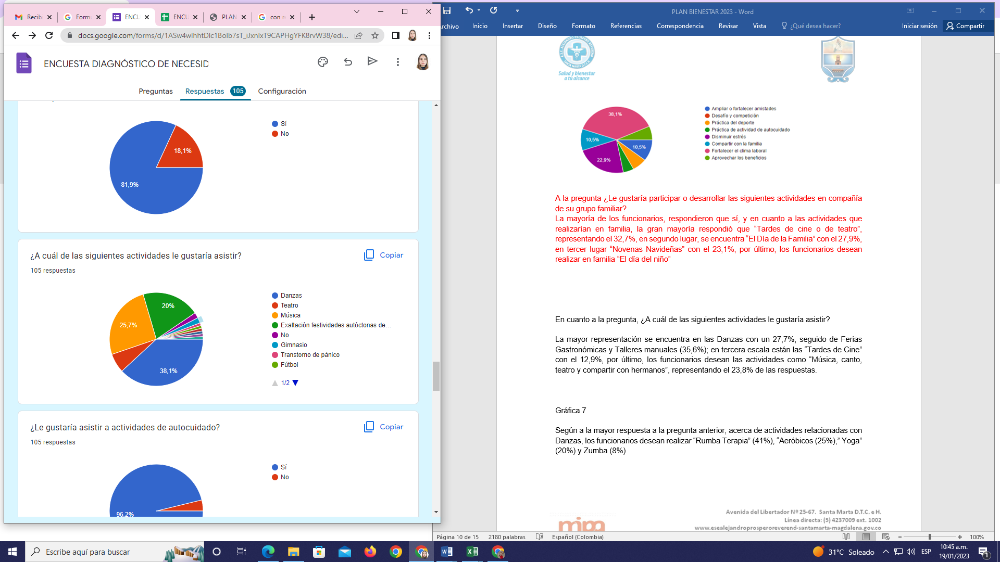 Recib
Form
ENCU
ENCU
PLAN
con r
docs.google.com/forms/d/1ASw4wlhhtDlc1Bolb7sT_iJxnlxT9CAPHgYFK8rvW38/edi...
ENCUESTA DIAGNÓSTICO DE NECESID
Preguntas
Respuestas 105
Configuración
Sí
No
18,1%
81,9%
¿A cuál de las siguientes actividades le gustaría asistir?
Copiar
105 respuestas
Danzas
Teatro
Música
Exaltación festividades autóctonas de...
No
Gimnasio
Transtorno de pánico
Fútbol
1/2
20%
25,7%
38,1%
¿Le gustaría asistir a actividades de autocuidado?
Copiar
105 respuestas
Sí
No
96,2%
PLAN BIENESTAR 2023 - Word
Archivo Inicio Insertar Diseño Formato Referencias Correspondencia Revisar Vista ¿Qué desea hacer? Iniciar sesión Compartir
E.S.E. ALEJANDRO PROSPERO REVEREND
SANTA MARTA D.T.C.H.
Salud y bienestar
a tú alcance
38,1%
10,5%
10,5%
22,9%
Ampliar o fortalecer amistades
Desafío y competición
Práctica del deporte
Práctica de actividad de autocuidado
Disminuir estrés
Compartir con la familia
Fortalecer el clima laboral
Aprovechar los beneficios
A la pregunta ¿Le gustaría participar o desarrollar las siguientes actividades en compañía
de su grupo familiar?
La mayoría de los funcionarios, respondieron que sí, y en cuanto a las actividades que
realizarían en familia, la gran mayoría respondió que “Tardes de cine o de teatro”,
representando el 32,7%, en segundo lugar, se encuentra “El Día de la Familia” con el 27,9%,
en tercer lugar “Novenas Navideñas” con el 23,1%, por último, los funcionarios desean
realizar en familia “El día del niño”
En cuanto a la pregunta, ¿A cuál de las siguientes actividades le gustaría asistir?
La mayor representación se encuentra en las Danzas con un 27,7%, seguido de Ferias
Gastronómicas y Talleres manuales (35,6%); en tercera escala están las “Tardes de Cine”
con el 12,9%, por último, los funcionarios desean las actividades como “Música, canto,
teatro y compartir con hermanos”, representando el 23,8% de las respuestas.
Gráfica 7
Según a la mayor respuesta a la pregunta anterior, acerca de actividades relacionadas con
Danzas, los funcionarios desean realizar “Rumba Terapia” (41%), “Aeróbicos (25%),” Yoga”
(20%) y Zumba (8%)
mipg
Avenida del Libertador Nº 25-67. Santa Marta D.T.C. e H.
Línea directa: (5) 4237009 ext. 1002
www.esealejandroprosperoreverend-santamarta-magdalena.gov.co
Página 10 de 15 2180 palabras Español (Colombia) 100%
Escribe aquí para buscar
31°C Soleado
ESP
10:45 a.m.
19/01/2023
1